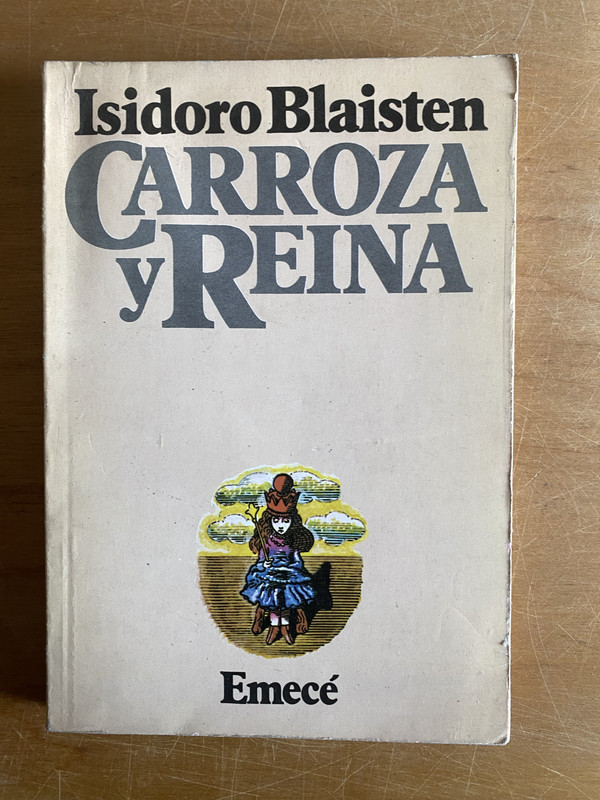 Isidoro Blaisten
CARROZA
y REINA
Emecé